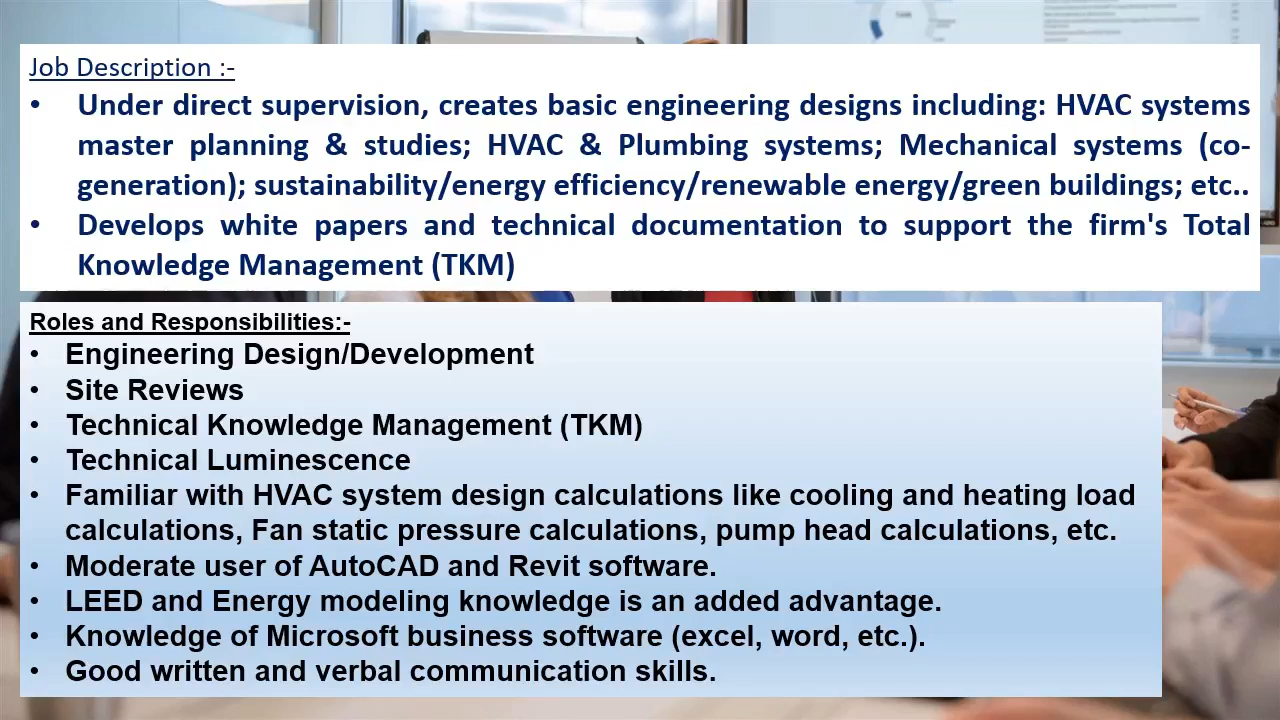 Job Description :-
• Under direct supervision, creates basic engineering designs including: HVAC systems
master planning & studies; HVAC & Plumbing systems; Mechanical systems (co-
generation); sustainability/energy efficiency/renewable energy/green buildings; etc..
• Develops white papers and technical documentation to support the firm's Total
Knowledge Management (TKM)
Roles and Responsibilities:-
• Engineering Design/Development
• Site Reviews
• Technical Knowledge Management (TKM)
• Technical Luminescence
• Familiar with HVAC system design calculations like cooling and heating load
calculations, Fan static pressure calculations, pump head calculations, etc.
• Moderate user of AutoCAD and Revit software.
• LEED and Energy modeling knowledge is an added advantage.
• Knowledge of Microsoft business software (excel, word, etc.).
• Good written and verbal communication skills.